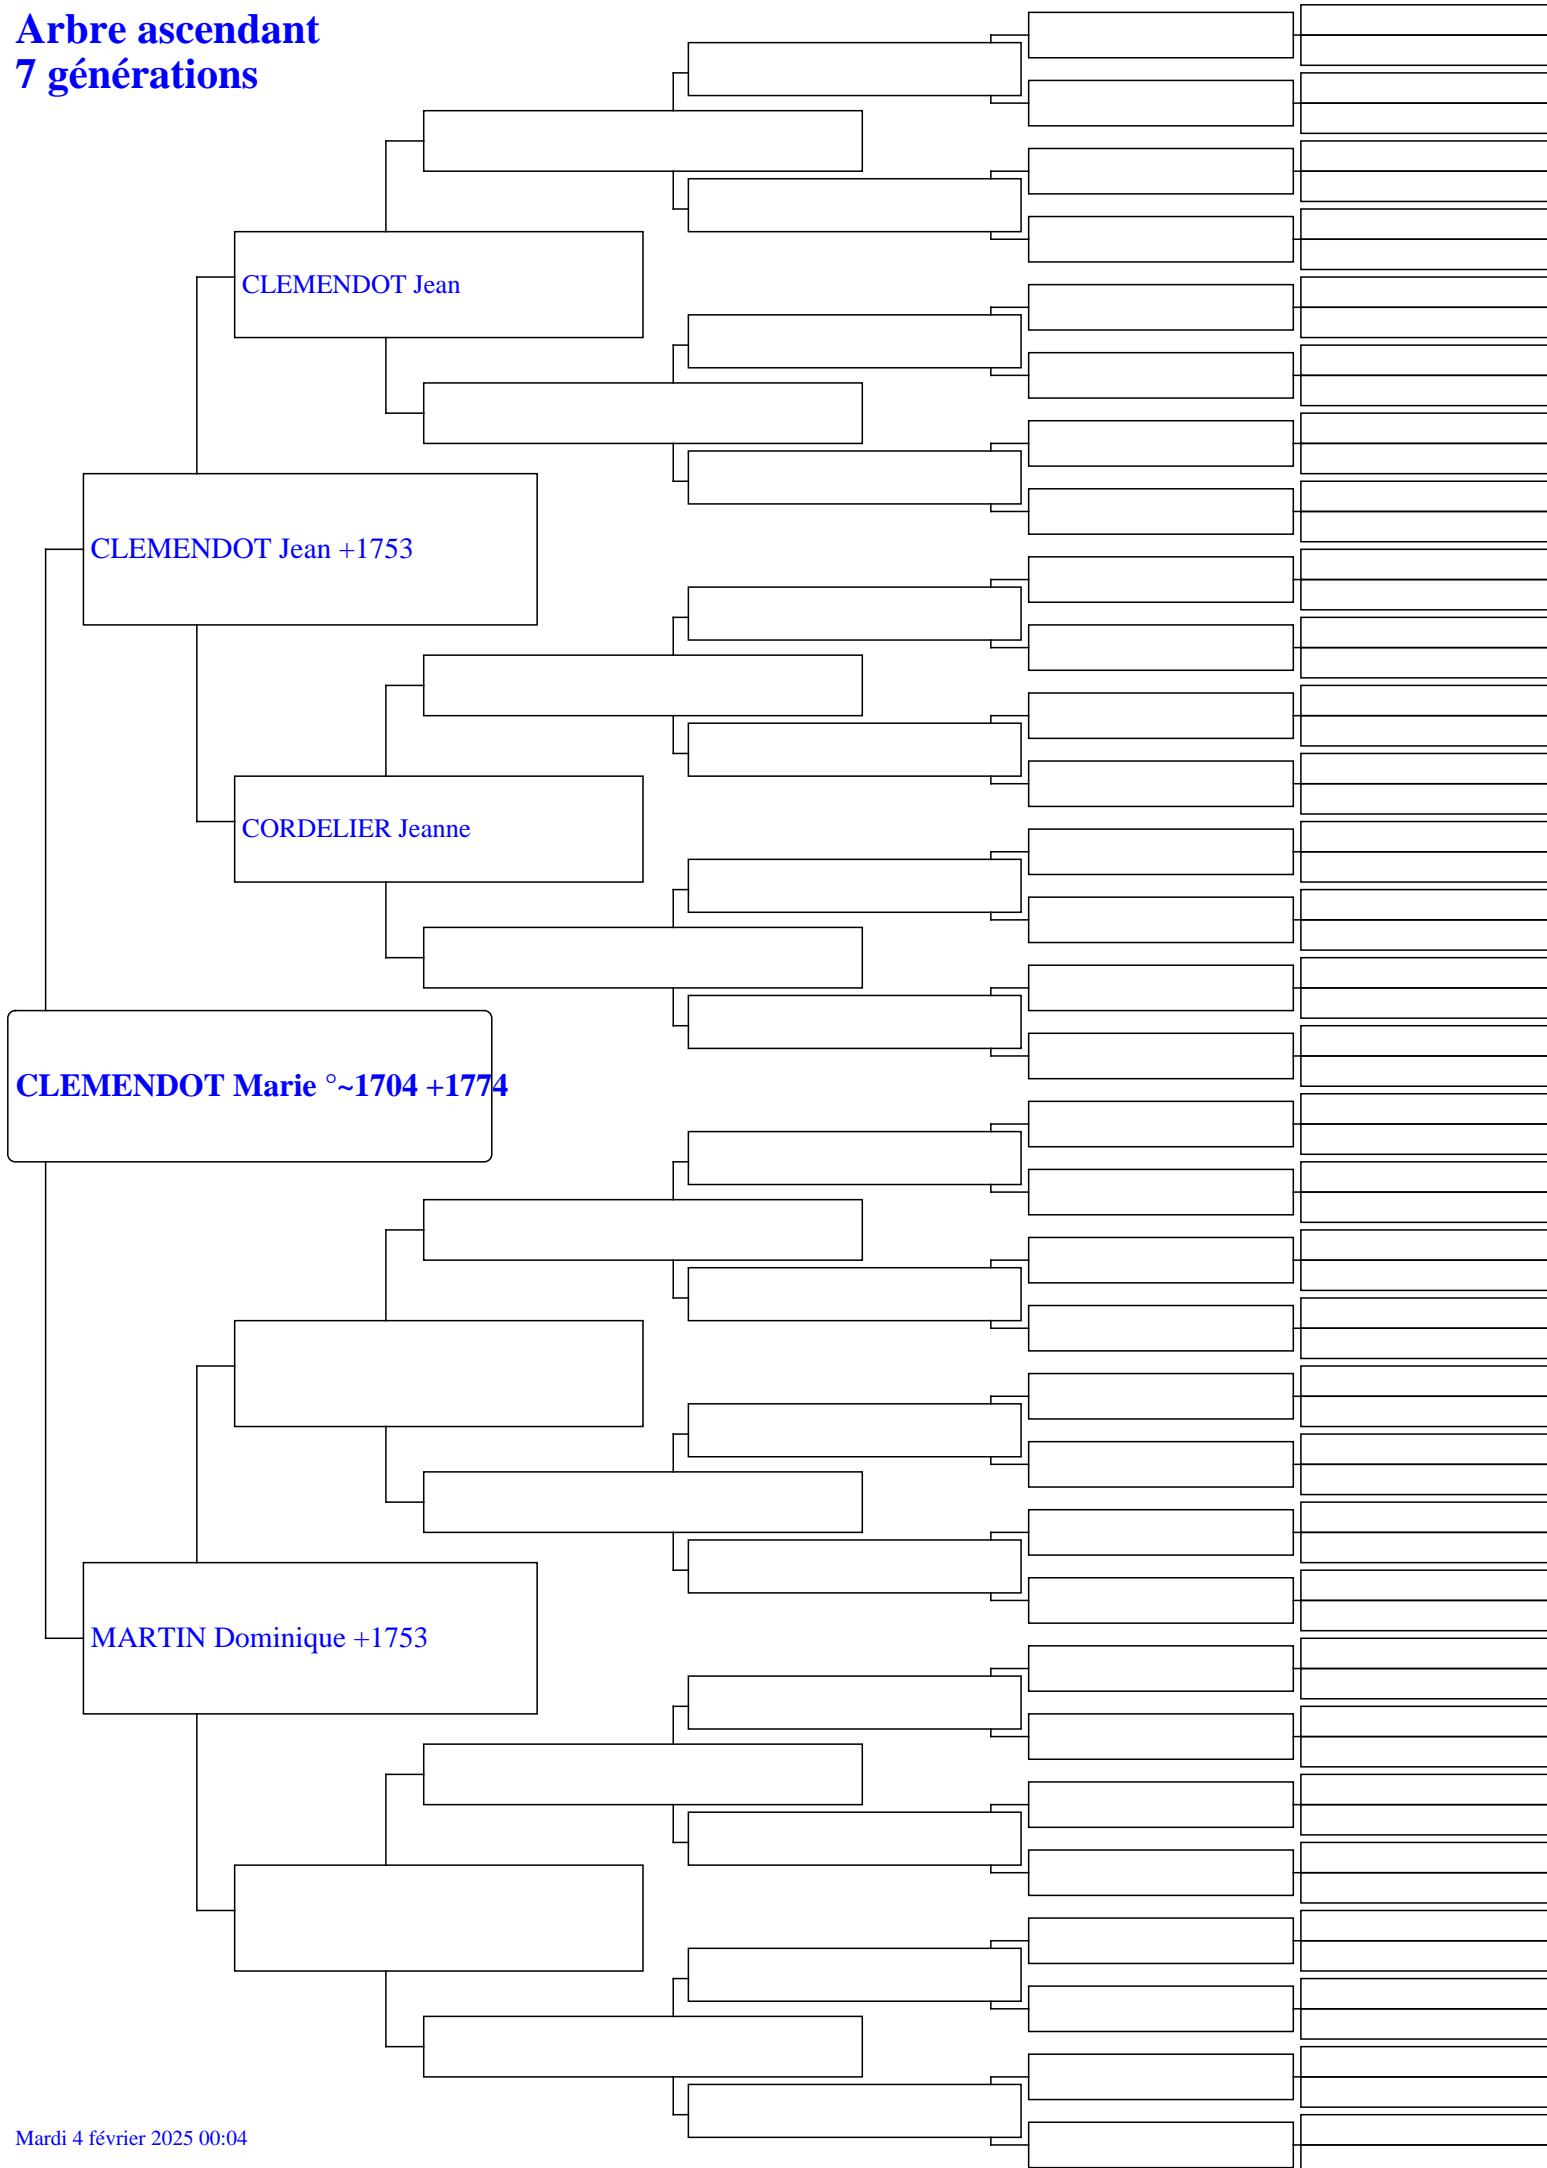 Arbre ascendant
7 générations
CLEMENDOT Jean
CLEMENDOT Jean +1753
CORDELIER Jeanne
CLEMENDOT Marie °~1704 +1774
MARTIN Dominique +1753
Mardi 4 février 2025 00:04